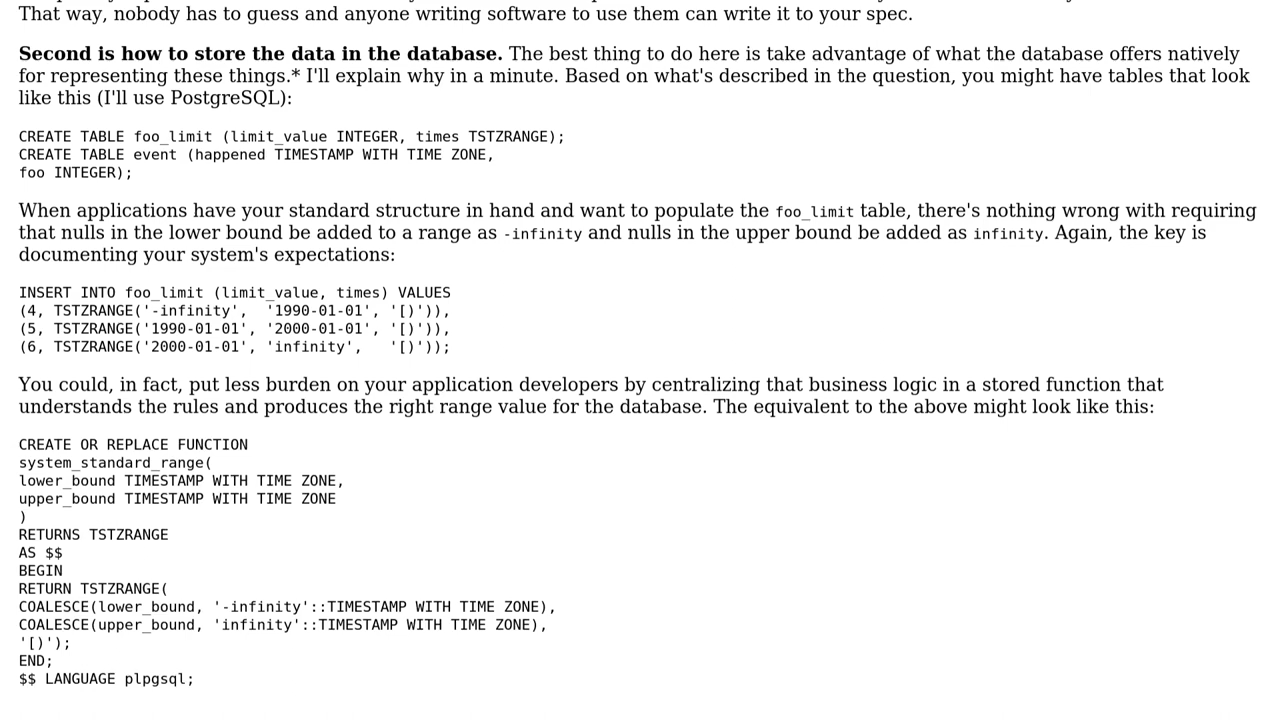 That way, nobody has to guess and anyone writing software to use them can write it to your spec.
Second is how to store the data in the database. The best thing to do here is take advantage of what the database offers natively
for representing these things.* I'll explain why in a minute. Based on what's described in the question, you might have tables that look
like this (I'll use PostgreSQL):
CREATE TABLE foo_limit (limit_value INTEGER, times TSTZRANGE);
CREATE TABLE event (happened TIMESTAMP WITH TIME ZONE,
foo INTEGER);
When applications have your standard structure in hand and want to populate the foo_limit table, there's nothing wrong with requiring
that nulls in the lower bound be added to a range as -infinity and nulls in the upper bound be added as infinity. Again, the key is
documenting your system's expectations:
INSERT INTO foo_limit (limit_value, times) VALUES
(4, TSTZRANGE('-infinity',  '1990-01-01', '[)')),
(5, TSTZRANGE('1990-01-01', '2000-01-01', '[)')),
(6, TSTZRANGE('2000-01-01', 'infinity',   '[)'));
You could, in fact, put less burden on your application developers by centralizing that business logic in a stored function that
understands the rules and produces the right range value for the database. The equivalent to the above might look like this:
CREATE OR REPLACE FUNCTION
system_standard_range(
lower_bound TIMESTAMP WITH TIME ZONE,
upper_bound TIMESTAMP WITH TIME ZONE
)
RETURNS TSTZRANGE
AS $$
BEGIN
RETURN TSTZRANGE(
COALESCE(lower_bound, '-infinity'::TIMESTAMP WITH TIME ZONE),
COALESCE(upper_bound, 'infinity'::TIMESTAMP WITH TIME ZONE),
'[)');
END;
$$ LANGUAGE plpgsql;